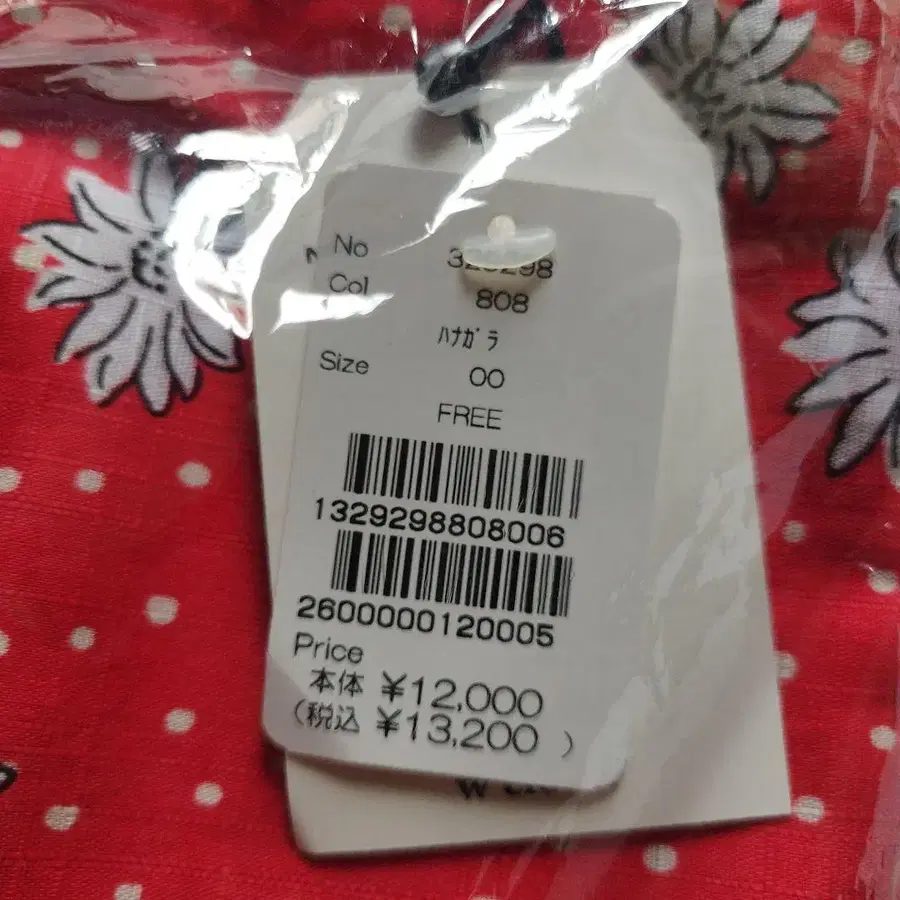 No
Col 808
ﾊﾅｶﾞﾗ
Size 00
FREE
1329298808006
2600000120005
Price
本体 ¥12,000
(税込 ¥13,200 )